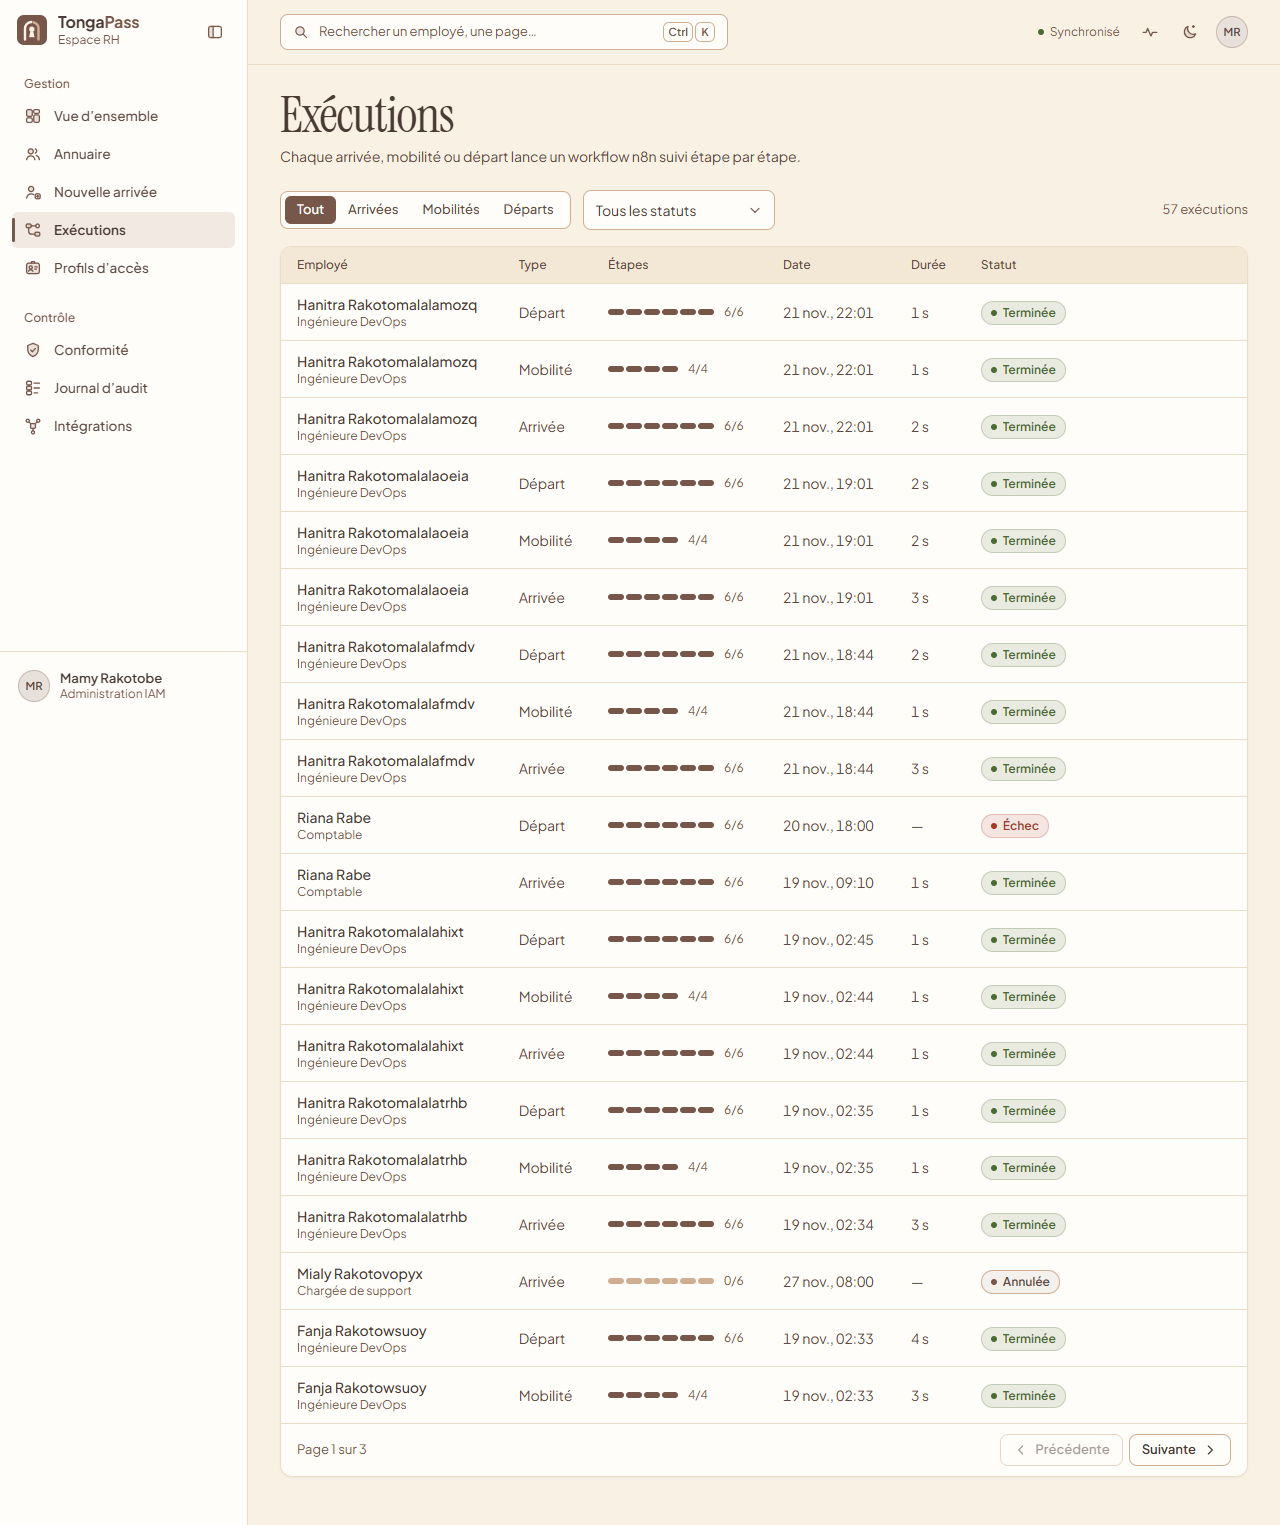 TongaPass
Espace RH
Gestion
Vue d'ensemble
Annuaire
Nouvelle arrivée
Exécutions
Profils d'accès
Contrôle
Conformité
Journal d'audit
Intégrations
MR
Mamy Rakotobe
Administration IAM
Rechercher un employé, une page… Ctrl K
Synchronisé MR
Exécutions
Chaque arrivée, mobilité ou départ lance un workflow n8n suivi étape par étape.
Tout Arrivées Mobilités Départs Tous les statuts 57 exécutions
Employé Type Étapes Date Durée Statut
Hanitra Rakotomalalamozq
Ingénieure DevOps
Départ 6/6 21 nov., 22:01 1 s Terminée
Hanitra Rakotomalalamozq
Ingénieure DevOps
Mobilité 4/4 21 nov., 22:01 1 s Terminée
Hanitra Rakotomalalamozq
Ingénieure DevOps
Arrivée 6/6 21 nov., 22:01 2 s Terminée
Hanitra Rakotomalalaoeia
Ingénieure DevOps
Départ 6/6 21 nov., 19:01 2 s Terminée
Hanitra Rakotomalalaoeia
Ingénieure DevOps
Mobilité 4/4 21 nov., 19:01 2 s Terminée
Hanitra Rakotomalalaoeia
Ingénieure DevOps
Arrivée 6/6 21 nov., 19:01 3 s Terminée
Hanitra Rakotomalalafmdv
Ingénieure DevOps
Départ 6/6 21 nov., 18:44 2 s Terminée
Hanitra Rakotomalalafmdv
Ingénieure DevOps
Mobilité 4/4 21 nov., 18:44 1 s Terminée
Hanitra Rakotomalalafmdv
Ingénieure DevOps
Arrivée 6/6 21 nov., 18:44 3 s Terminée
Riana Rabe
Comptable
Départ 6/6 20 nov., 18:00 — Échec
Riana Rabe
Comptable
Arrivée 6/6 19 nov., 09:10 1 s Terminée
Hanitra Rakotomalalahixt
Ingénieure DevOps
Départ 6/6 19 nov., 02:45 1 s Terminée
Hanitra Rakotomalalahixt
Ingénieure DevOps
Mobilité 4/4 19 nov., 02:44 1 s Terminée
Hanitra Rakotomalalahixt
Ingénieure DevOps
Arrivée 6/6 19 nov., 02:44 1 s Terminée
Hanitra Rakotomalalatrhb
Ingénieure DevOps
Départ 6/6 19 nov., 02:35 1 s Terminée
Hanitra Rakotomalalatrhb
Ingénieure DevOps
Mobilité 4/4 19 nov., 02:35 1 s Terminée
Hanitra Rakotomalalatrhb
Ingénieure DevOps
Arrivée 6/6 19 nov., 02:34 3 s Terminée
Mialy Rakotovopyx
Chargée de support
Arrivée 0/6 27 nov., 08:00 — Annulée
Fanja Rakotowsuoy
Ingénieure DevOps
Départ 6/6 19 nov., 02:33 4 s Terminée
Fanja Rakotowsuoy
Ingénieure DevOps
Mobilité 4/4 19 nov., 02:33 3 s Terminée
Page 1 sur 3 Précédente Suivante